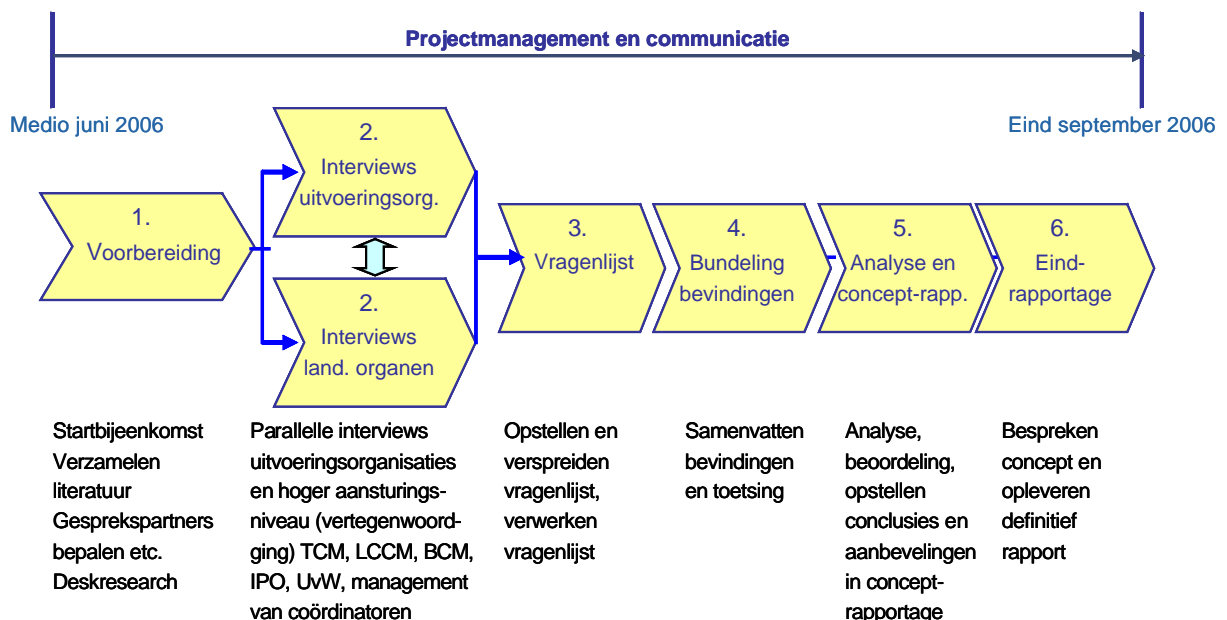 Projectmanagement en communicatie
Medio juni 2006
Eind september 2006
1.
Voorbereiding
2.
Interviews
uitvoeringsorg.
2.
Interviews
land. organen
3.
Vragenlijst
4.
Bundeling
bevindingen
5.
Analyse en
concept-rapp.
6.
Eind-
rapportage
Startbijeenkomst
Verzamelen
literatuur
Gesprekspartners
bepalen etc.
Deskresearch
Parallelle interviews
uitvoeringsorganisaties
en hoger aansturings-
niveau (vertegenwoord-
ging) TCM, LCCM, BCM,
IPO, UvW, management
van coördinatoren
Opstellen en
verspreiden
vragenlijst,
verwerken
vragenlijst
Samenvatten
bevindingen
en toetsing
Analyse,
beoordeling,
opstellen
conclusies en
aanbevelingen
in concept-
rapportage
Bespreken
concept en
opleveren
definitief
rapport